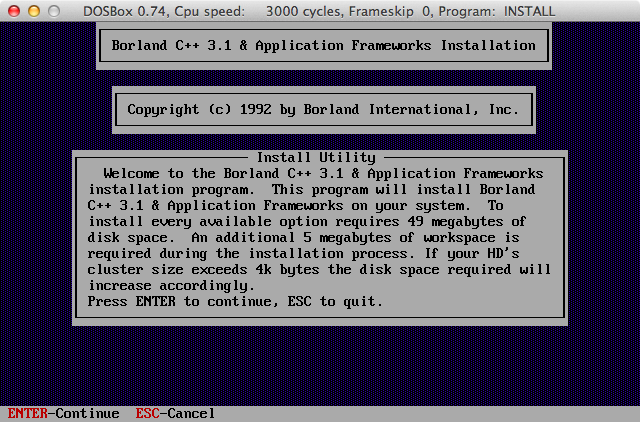 DOSBox 0.74, Cpu speed: 3000 cycles, Frameskip 0, Program: INSTALL
Borland C++ 3.1 & Application Frameworks Installation
Copyright (c) 1992 by Borland International, Inc.
Install Utility
Welcome to the Borland C++ 3.1 & Application Frameworks
installation program. This program will install Borland
C++ 3.1 & Application Frameworks on your system. To
install every available option requires 49 megabytes of
disk space. An additional 5 megabytes of workspace is
required during the installation process. If your HD's
cluster size exceeds 4k bytes the disk space required will
increase accordingly.
Press ENTER to continue, ESC to quit.
ENTER-Continue ESC-Cancel